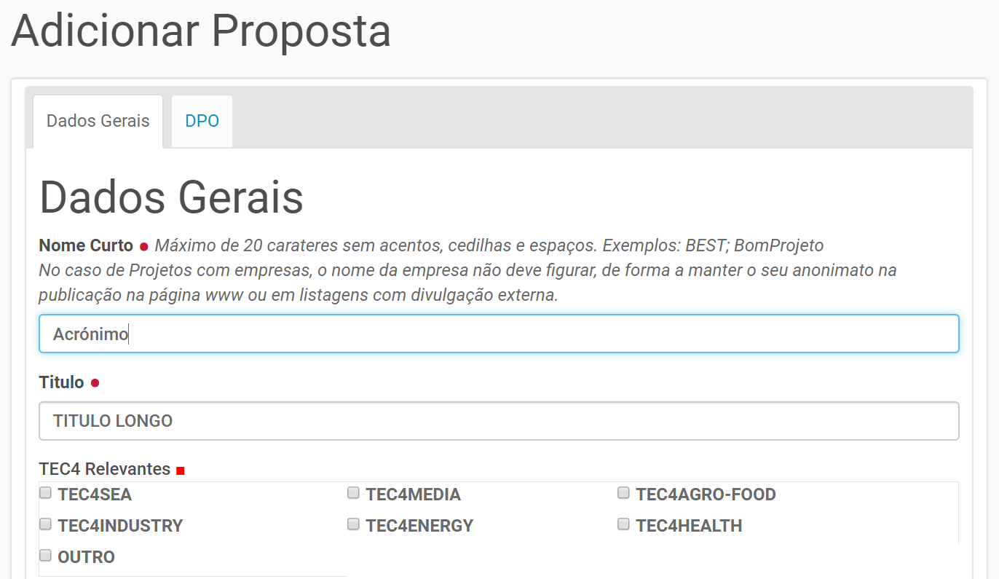 Adicionar Proposta
Dados Gerais DPO
Dados Gerais
Nome Curto Máximo de 20 carateres sem acentos, cedilhas e espaços. Exemplos: BEST; BomProjeto
No caso de Projetos com empresas, o nome da empresa não deve figurar, de forma a manter o seu anonimato na
publicação na página www ou em listagens com divulgação externa.
Acrónimo
Titulo
TITULO LONGO
TEC4 Relevantes
TEC4SEA TEC4MEDIA TEC4AGRO-FOOD
TEC4INDUSTRY TEC4ENERGY TEC4HEALTH
OUTRO